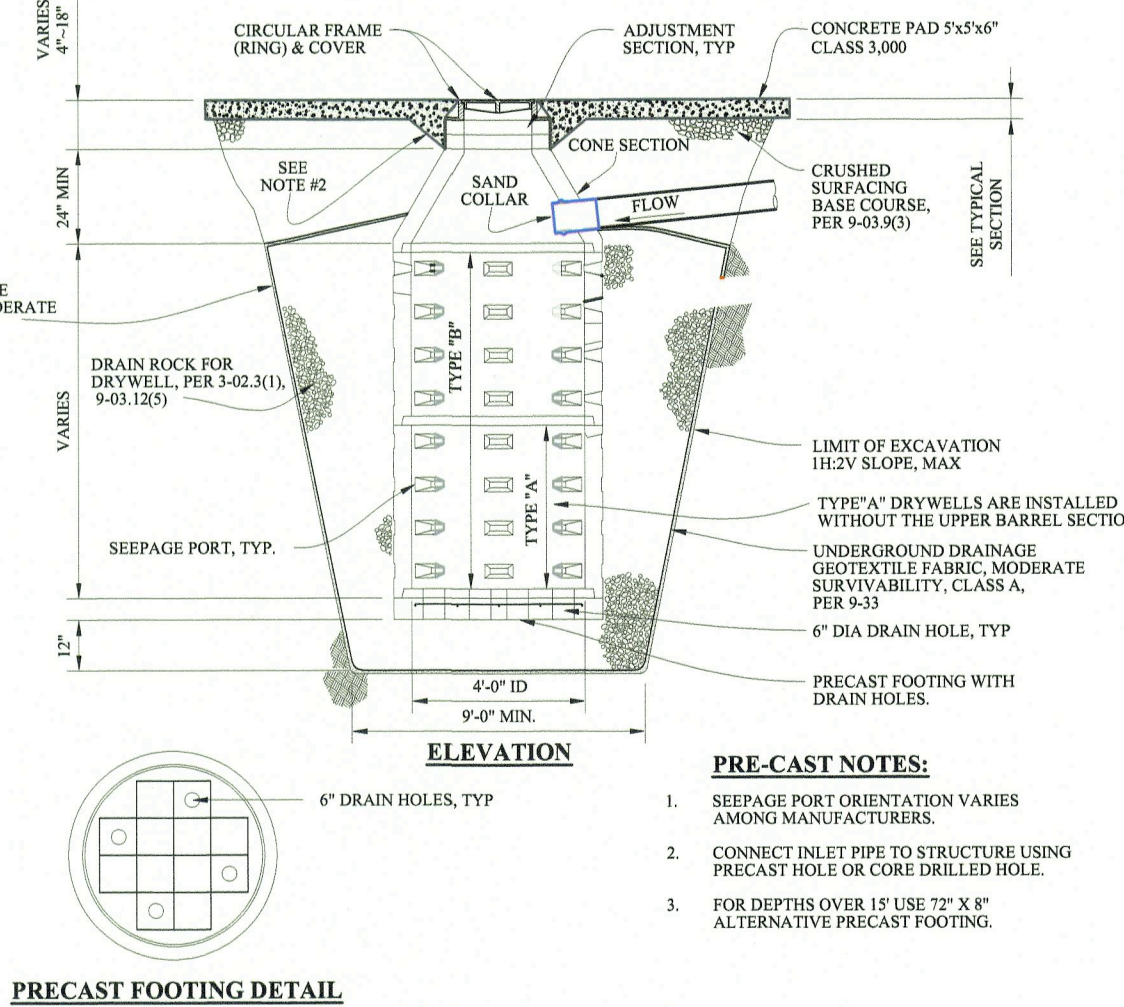 VARIES
4"~18"
CIRCULAR FRAME
(RING) & COVER
ADJUSTMENT
SECTION, TYP
CONCRETE PAD 5'x5'x6"
CLASS 3,000
24" MIN
SEE
NOTE #2
SAND
COLLAR
CONE SECTION
FLOW
CRUSHED
SURFACING
BASE COURSE,
PER 9-03.9(3)
SEE TYPICAL
SECTION
DRAIN ROCK FOR
DRYWELL, PER 3-02.3(1),
9-03.12(5)
VARIES
TYPE "B"
TYPE "A"
LIMIT OF EXCAVATION
1H:2V SLOPE, MAX
TYPE"A" DRYWELLS ARE INSTALLED
WITHOUT THE UPPER BARREL SECTIO
SEEPAGE PORT, TYP.
UNDERGROUND DRAINAGE
GEOTEXTILE FABRIC, MODERATE
SURVIVABILITY, CLASS A,
PER 9-33
6" DIA DRAIN HOLE, TYP
12"
PRECAST FOOTING WITH
DRAIN HOLES.
4'-0" ID
9'-0" MIN.
ELEVATION
6" DRAIN HOLES, TYP
PRECAST FOOTING DETAIL
PRE-CAST NOTES:
1. SEEPAGE PORT ORIENTATION VARIES
AMONG MANUFACTURERS.
2. CONNECT INLET PIPE TO STRUCTURE USING
PRECAST HOLE OR CORE DRILLED HOLE.
3. FOR DEPTHS OVER 15' USE 72" X 8"
ALTERNATIVE PRECAST FOOTING.